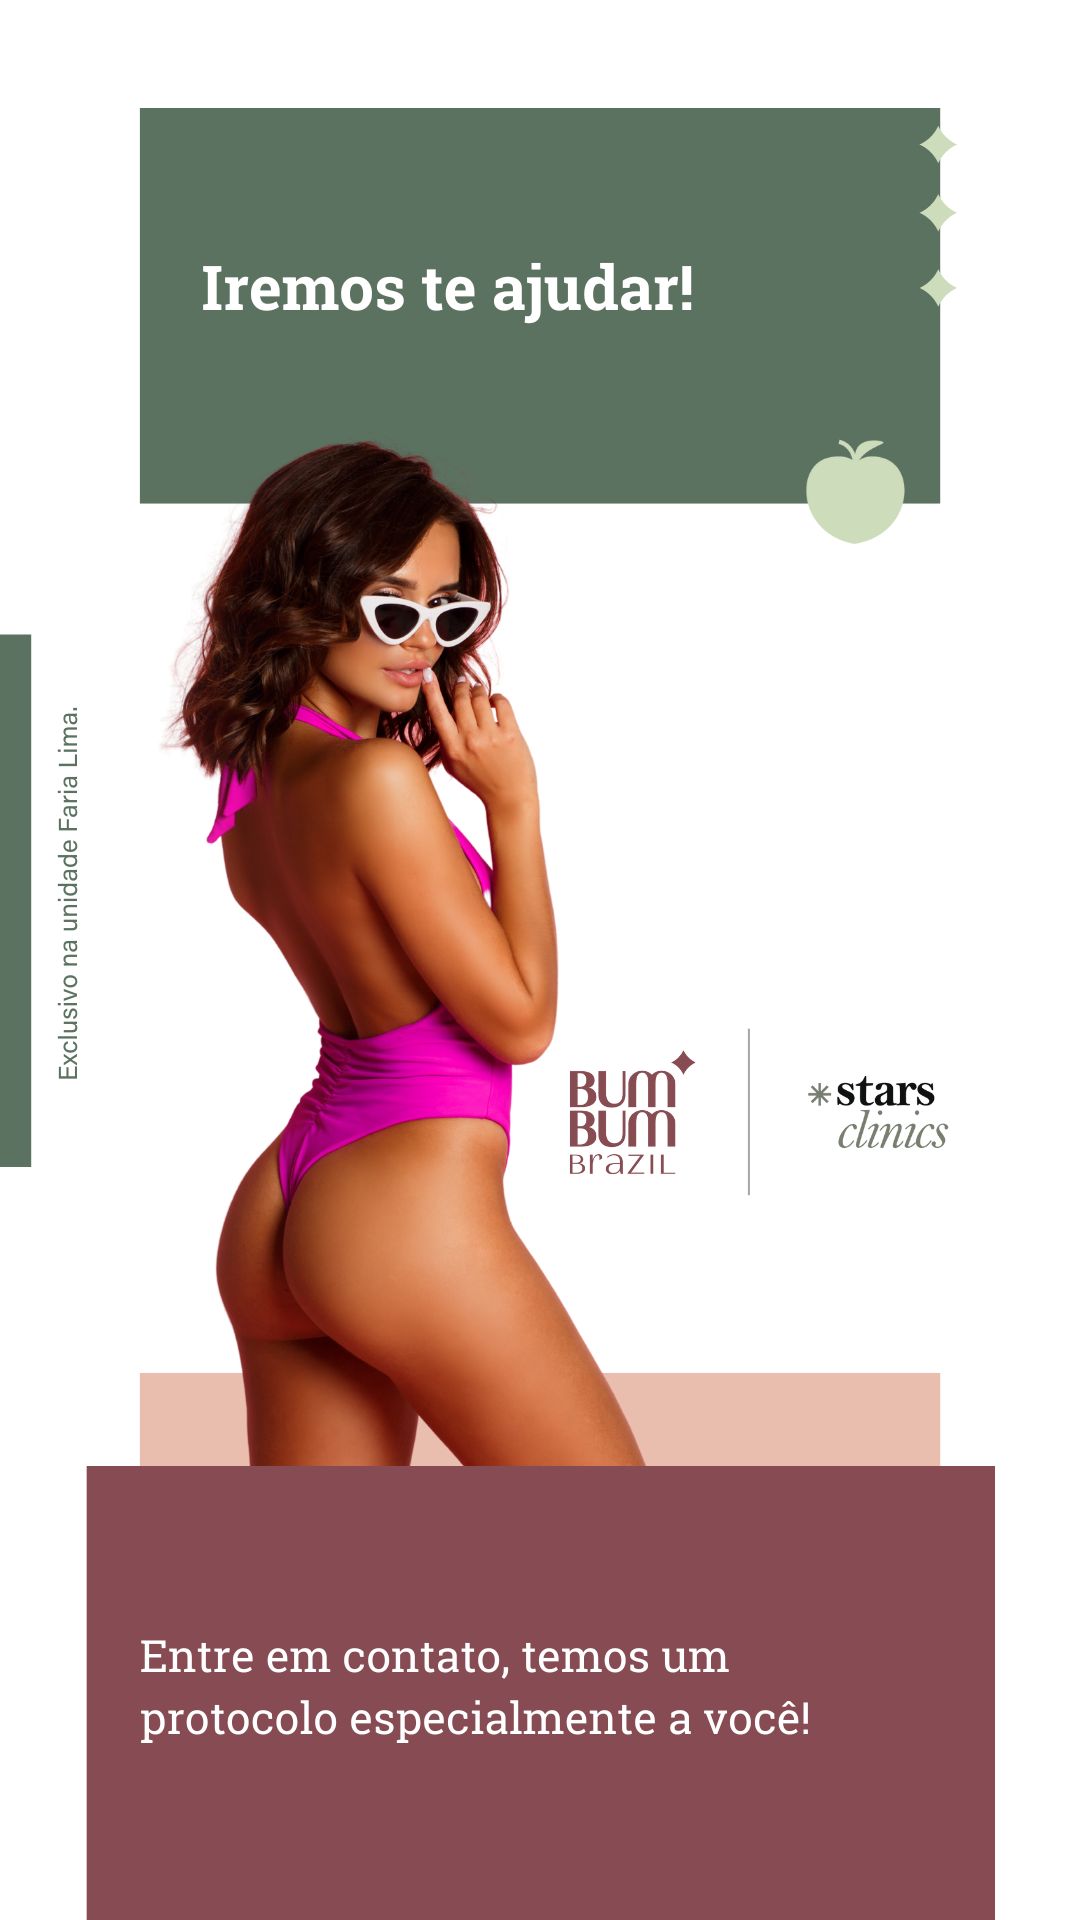 Iremos te ajudar!
Exclusivo na unidade Faria Lima.
BUM
BUM
Brazil
stars
clinics
Entre em contato, temos um
protocolo especialmente a você!